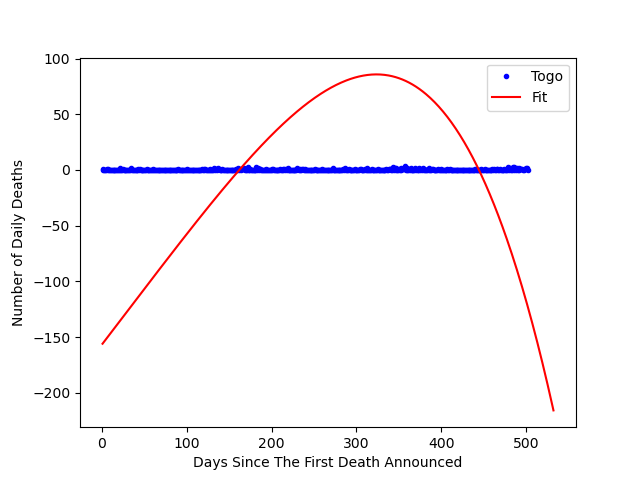 100
50
0
−50
−100
−150
−200
0 100 200 300 400 500
Number of Daily Deaths
Days Since The First Death Announced
Togo
Fit